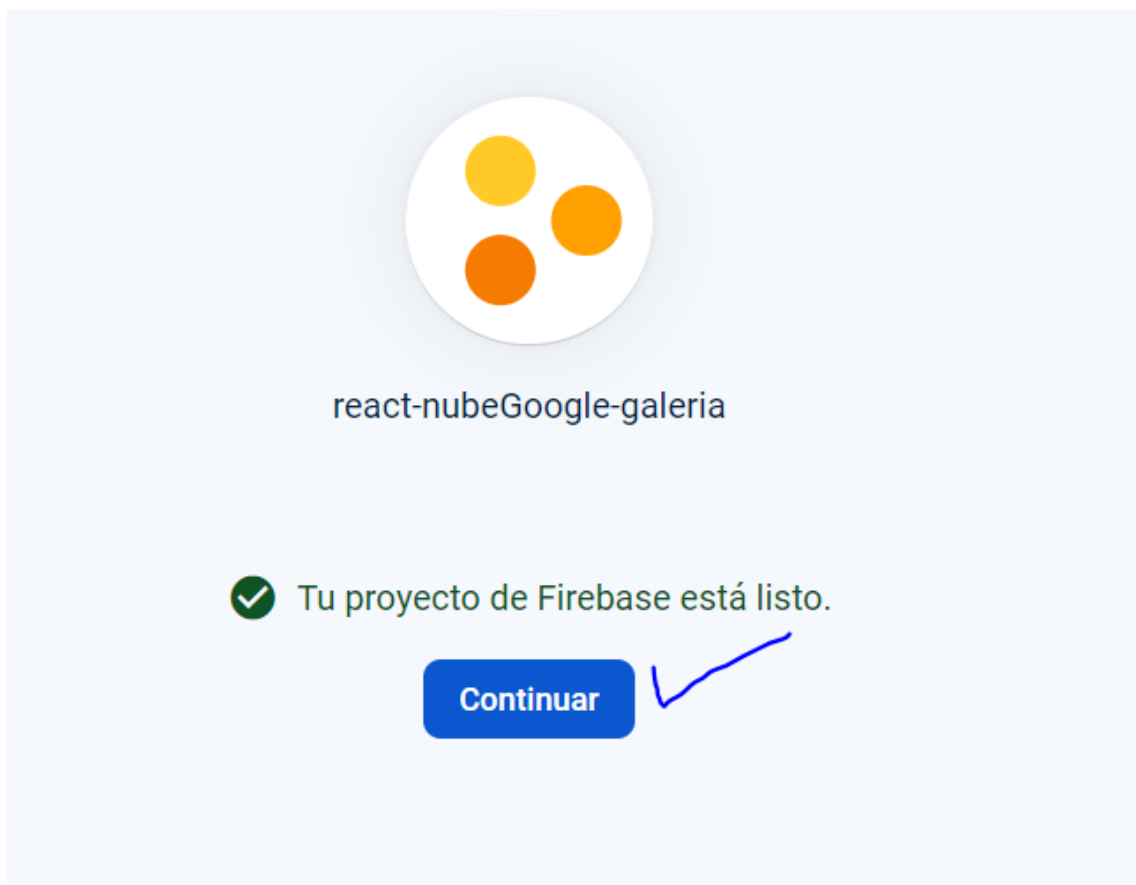 react-nubeGoogle-galeria
Tu proyecto de Firebase está listo.
Continuar